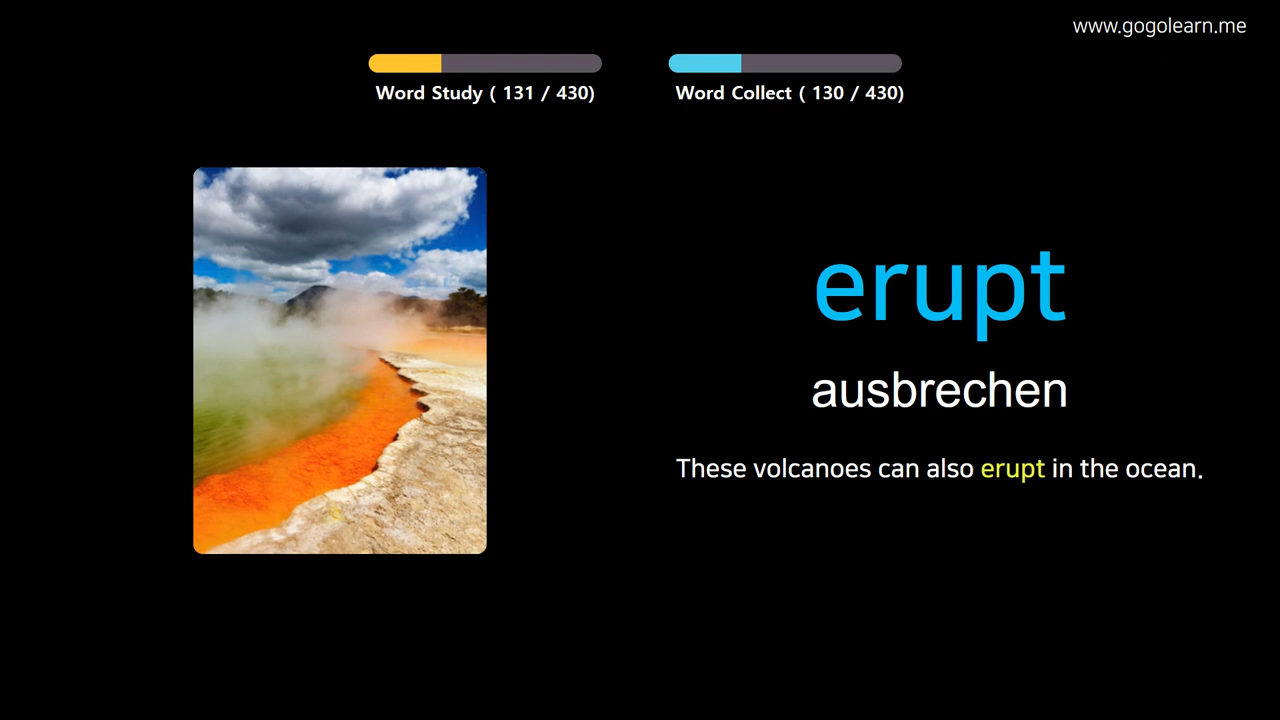 www.gogolearn.me
Word Study ( 131 / 430)
Word Collect ( 130 / 430)
erupt
ausbrechen
These volcanoes can also erupt in the ocean.